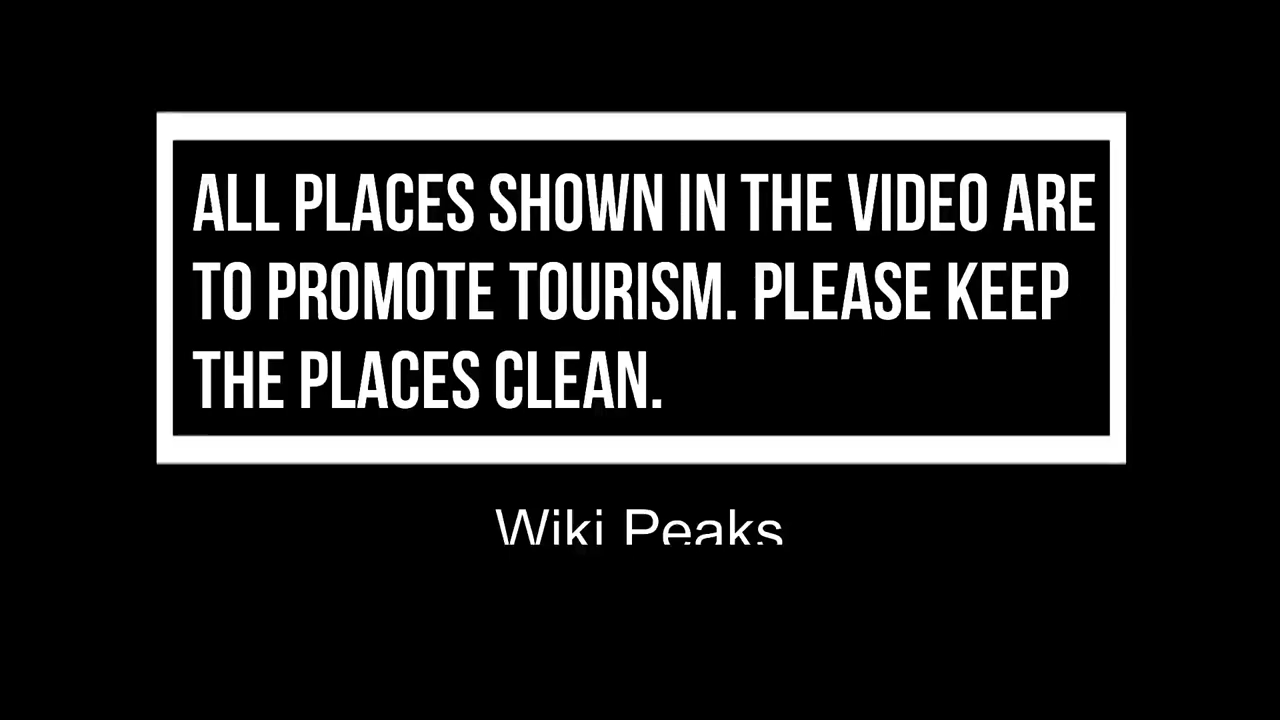 ALL PLACES SHOWN IN THE VIDEO ARE
TO PROMOTE TOURISM. PLEASE KEEP
THE PLACES CLEAN.
Wiki Peaks